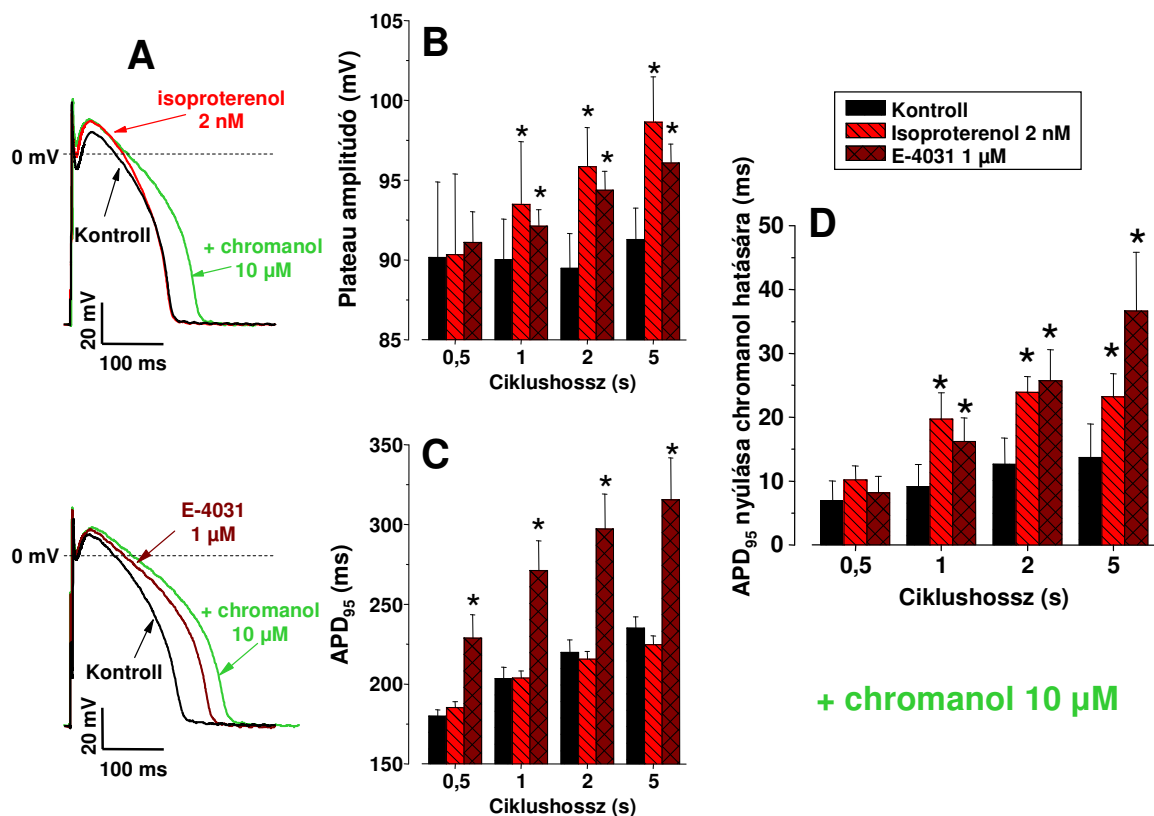 A
isoproterenol
2 nM
0 mV
Kontroll
+ chromanol
10 µM
20 mV
100 ms
E-4031
1 µM
0 mV
+ chromanol
10 µM
Kontroll
20 mV
100 ms
B
Plateau amplitúdó (mV)
105
100
95
90
85
* * * * * *
0,5 1 2 5
Ciklushossz (s)
C
APD95 (ms)
350
300
250
200
150
* * * *
0,5 1 2 5
Ciklushossz (s)
Kontroll
Isoproterenol 2 nM
E-4031 1 µM
D
APD95 nyúlása chromanol hatására (ms)
50
40
30
20
10
0
* * * * * *
0,5 1 2 5
Ciklushossz (s)
+ chromanol 10 µM